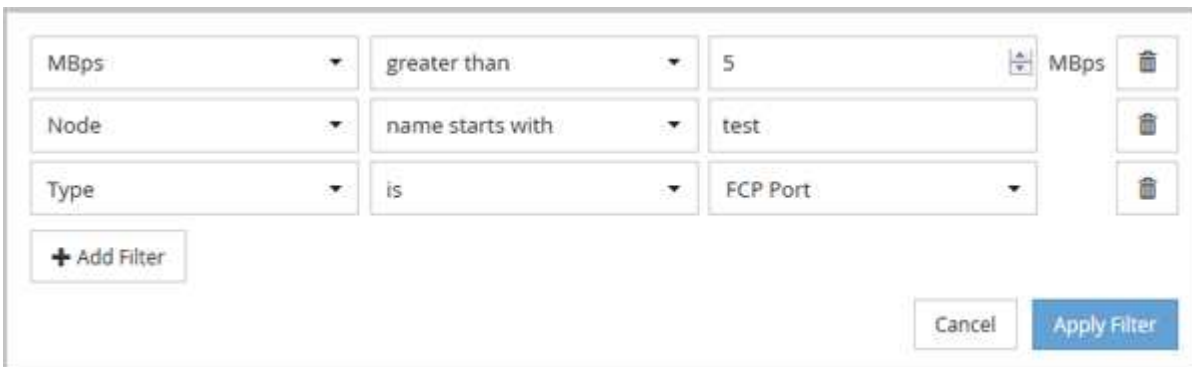 MBps greater than 5 MBps
Node name starts with test
Type is FCP Port
+ Add Filter
Cancel Apply Filter